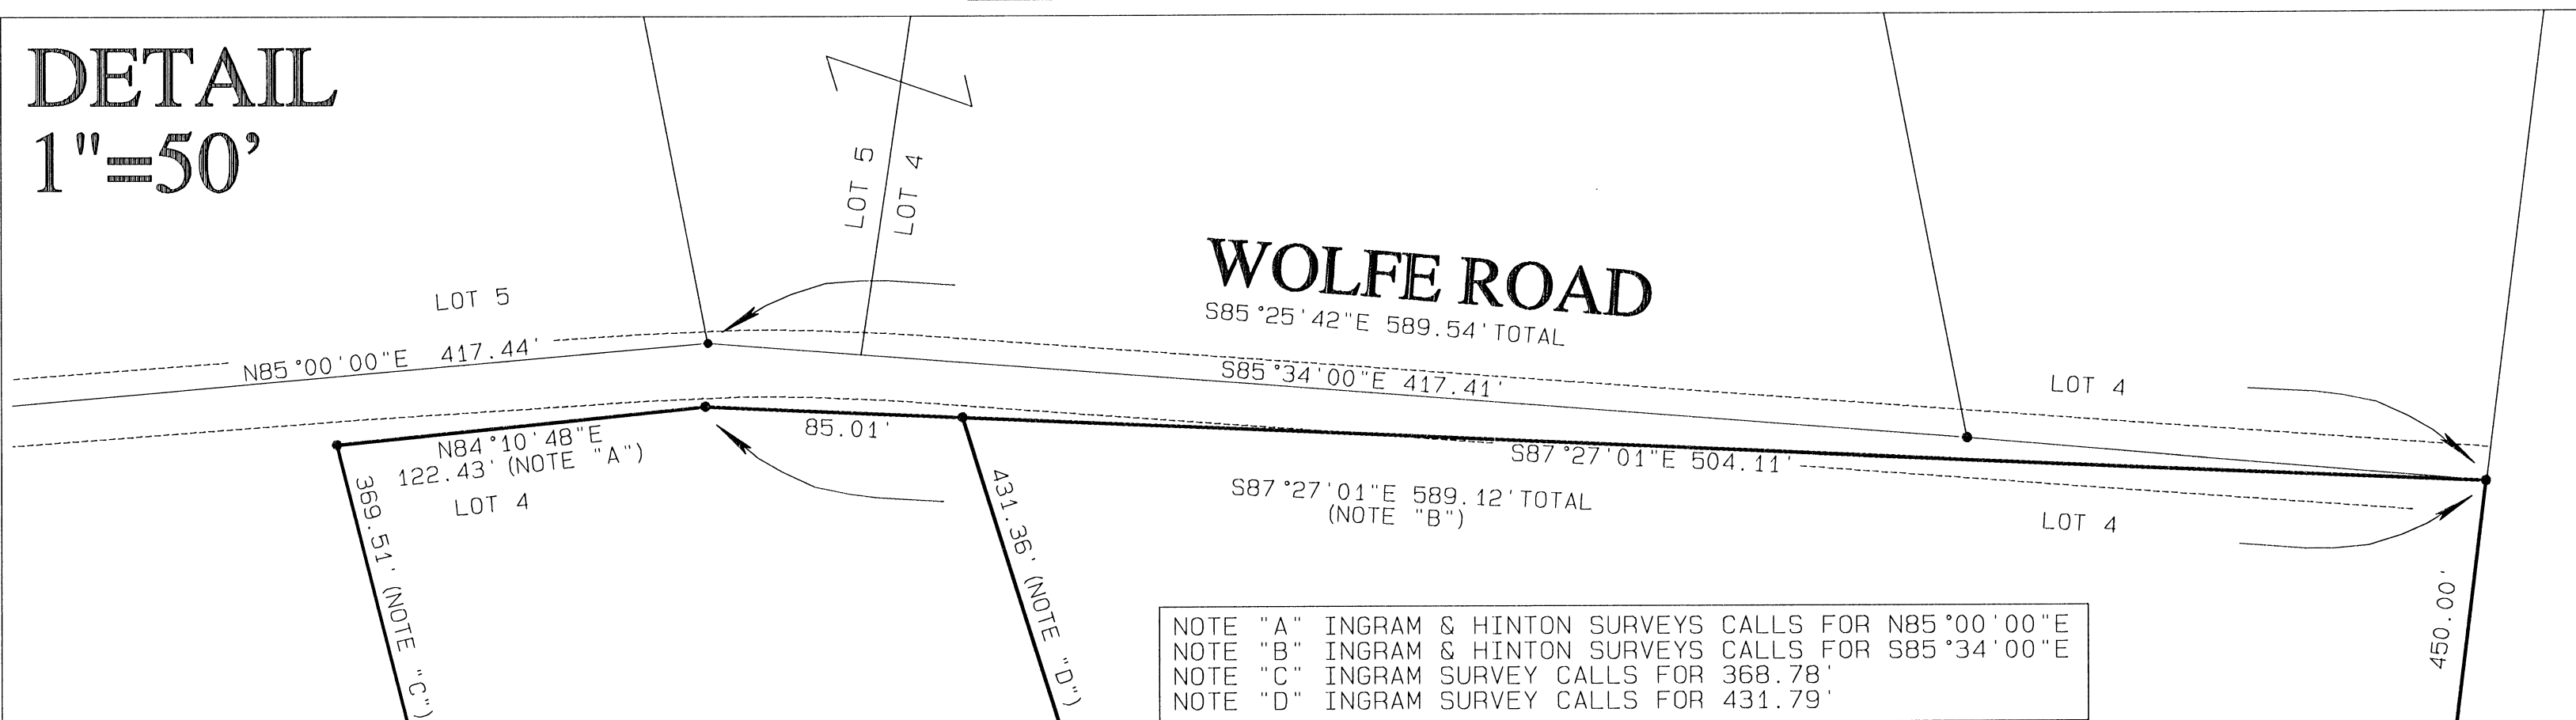 DETAIL
1"=50'
LOT 5
LOT 4
WOLFE ROAD
S85°25'42"E 589.54'TOTAL
LOT 5
N85°00'00"E 417.44'
S85°34'00"E 417.41'
LOT 4
N84°10'48"E
122.43' (NOTE "A")
LOT 4
85.01'
S87°27'01"E 504.11'
S87°27'01"E 589.12'TOTAL
(NOTE "B")
LOT 4
369.51' (NOTE "C")
431.36' (NOTE "D")
450.00'
NOTE "A" INGRAM & HINTON SURVEYS CALLS FOR N85°00'00"E
NOTE "B" INGRAM & HINTON SURVEYS CALLS FOR S85°34'00"E
NOTE "C" INGRAM SURVEY CALLS FOR 368.78'
NOTE "D" INGRAM SURVEY CALLS FOR 431.79'